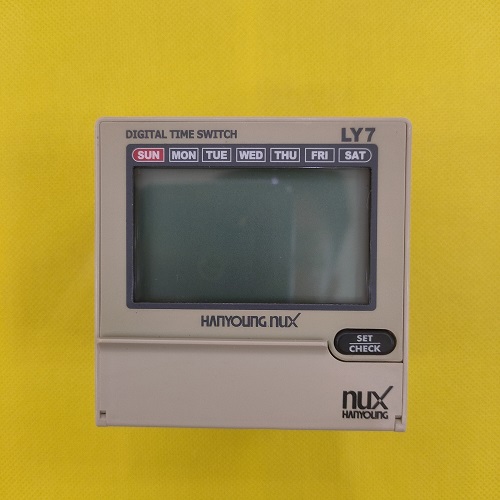 DIGITAL TIME SWITCH LY7
SUN MON TUE WED THU FRI SAT
HANYOUNG nuX
SET
CHECK
nuX
HANYOUNG